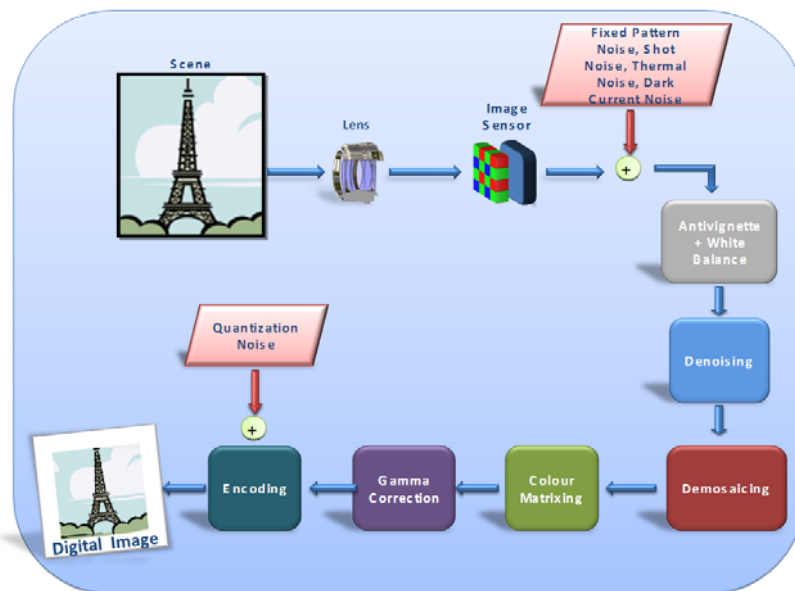 Scene
Lens
Image
Sensor
Fixed Pattern
Noise, Shot
Noise, Thermal
Noise, Dark
Current Noise
+
Antivignette
+ White
Balance
Denoising
Demosaicing
Colour
Matrixing
Gamma
Correction
Quantization
Noise
+
Encoding
Digital Image